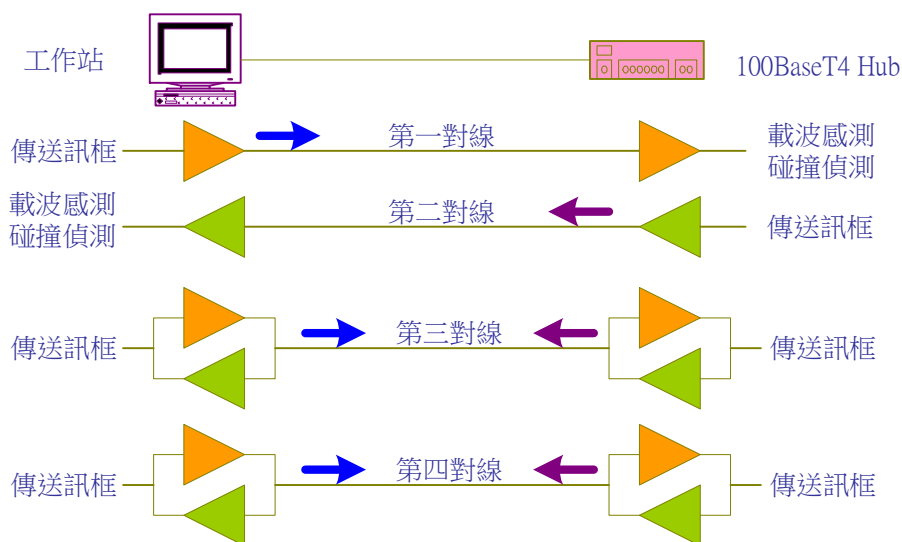 工作站
100BaseT4 Hub
傳送訊框
第一對線
載波感測
碰撞偵測
載波感測
碰撞偵測
第二對線
傳送訊框
傳送訊框
第三對線
傳送訊框
傳送訊框
第四對線
傳送訊框